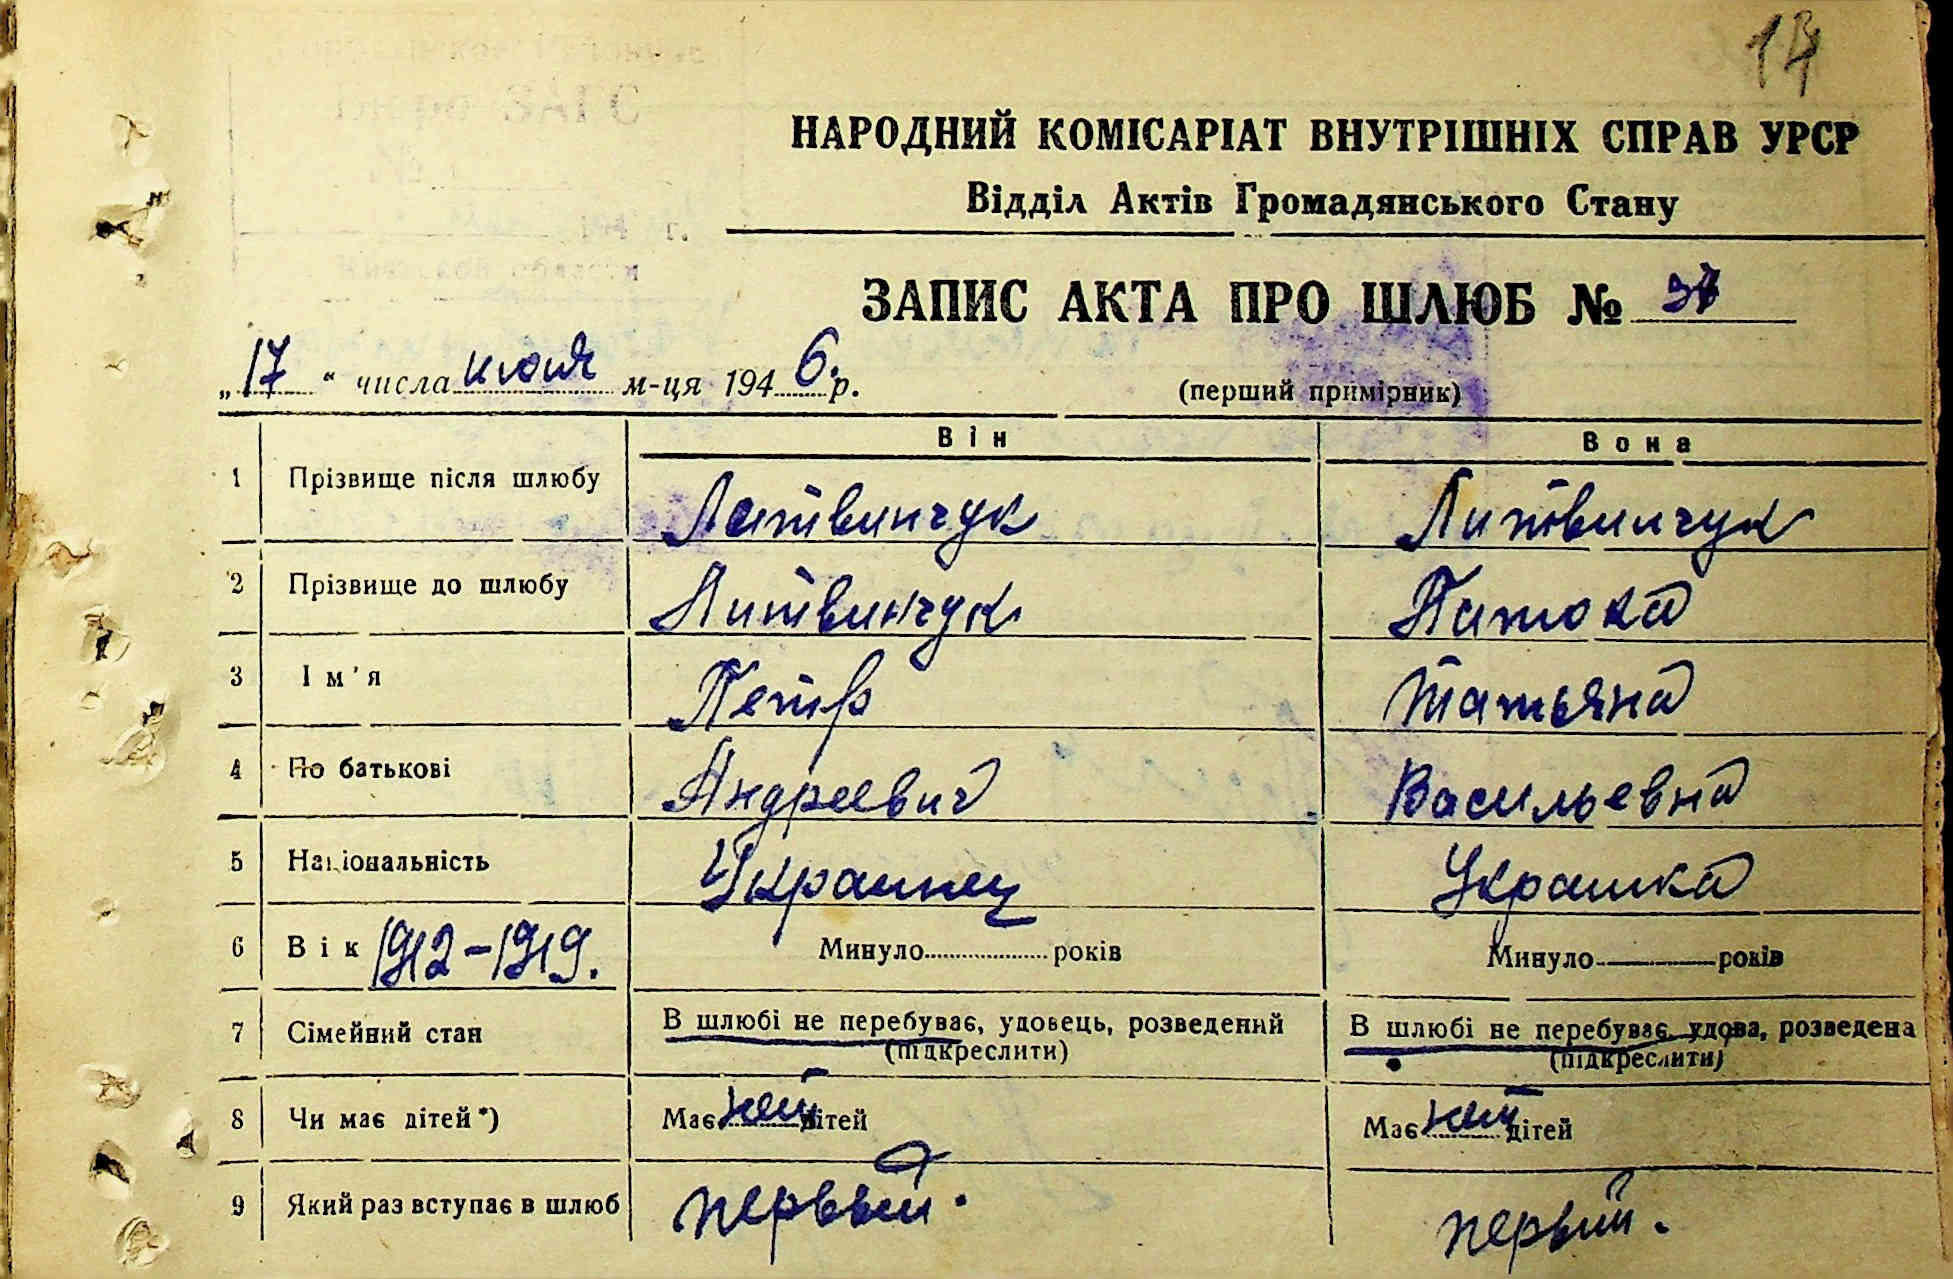 НАРОДНИЙ КОМІСАРІАТ ВНУТРІШНІХ СПРАВ УРСР
Відділ Актів Громадянського Стану
ЗАПИС АКТА ПРО ШЛЮБ № 37
„17“ числа июля м-ця 1946.р.
(перший примірник)
Він Вона
1 Прізвище після шлюбу Литвинчук Литвинчук
2 Прізвище до шлюбу Литвинчук Патока
3 Ім'я Петр Татьяна
4 По батькові Андреевич Васильевна
5 Національність Украинец Украинка
6 Вік 1912-1919. Минуло років Минуло років
7 Сімейний стан В шлюбі не перебуває, удовець, розведений В шлюбі не перебуває, удова, розведена
(підкреслити) (підкреслити)
8 Чи має дітей*) Має нет дітей Має нет дітей
9 Який раз вступає в шлюб первый. первый.